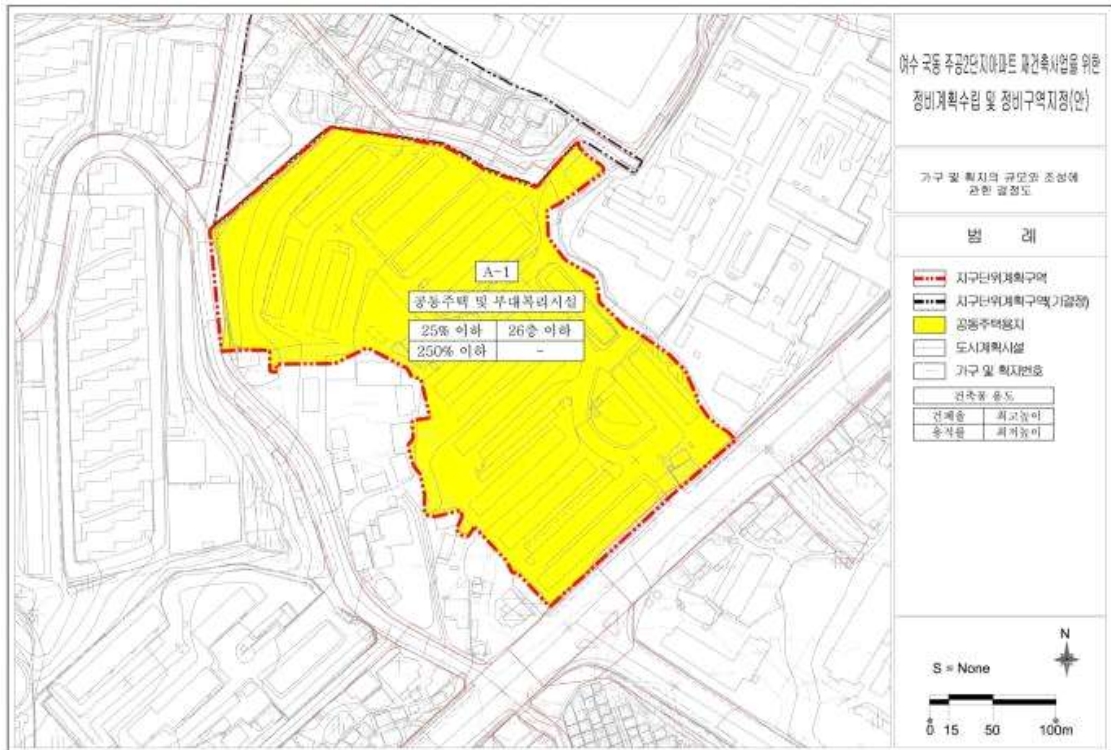 여수 국동 주공2단지아파트 재건축사업을 위한
정비계획수립 및 정비구역지정(안)
가구 및 획지의 규모와 조성에
관한 결정도
범 례
지구단위계획구역
지구단위계획구역(기결정)
공동주택용지
도시계획시설
가구 및 획지번호
건축물 용도
건폐율 최고높이
용적률 최저높이
A-1
공동주택 및 부대복리시설
25% 이하 26층 이하
250% 이하 -
N
S = None
0 15 50 100m